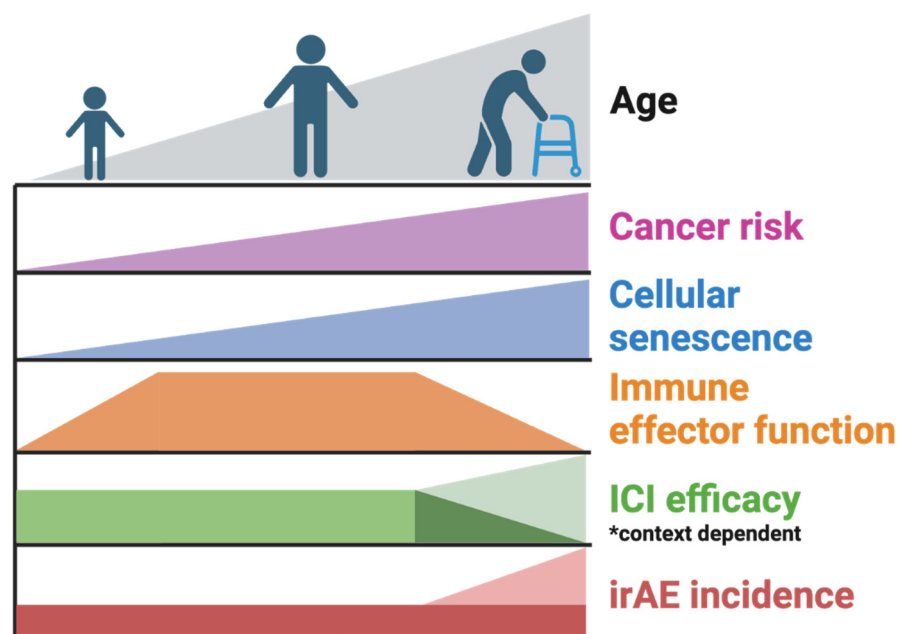 Age
Cancer risk
Cellular
senescence
Immune
effector function
ICI efficacy
*context dependent
irAE incidence